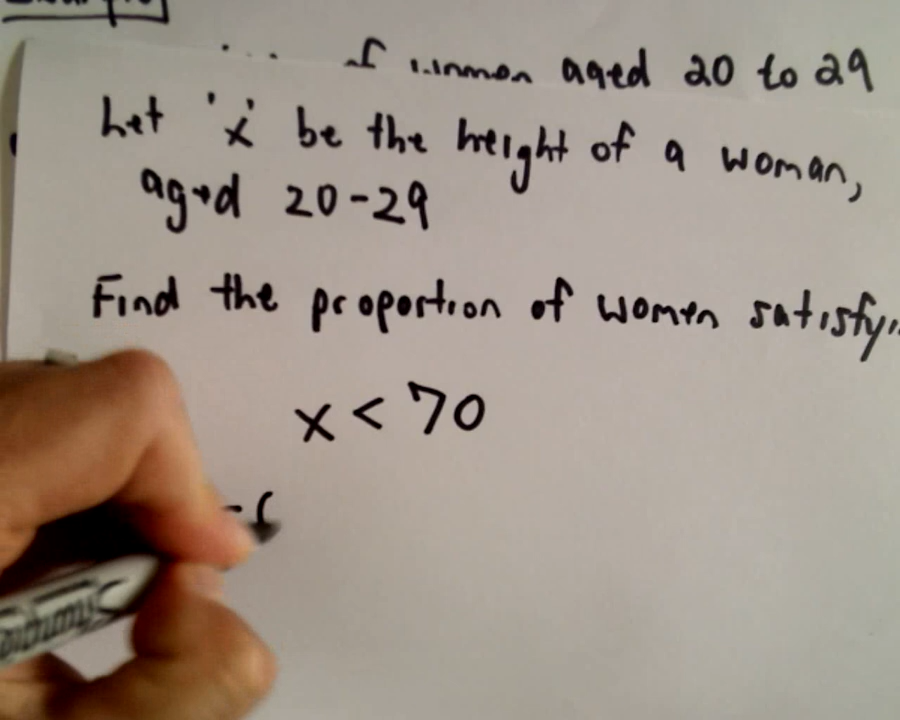 aged 20 to 29
Let 'x' be the height of a woman,
aged 20-29
Find the proportion of women
x < 70